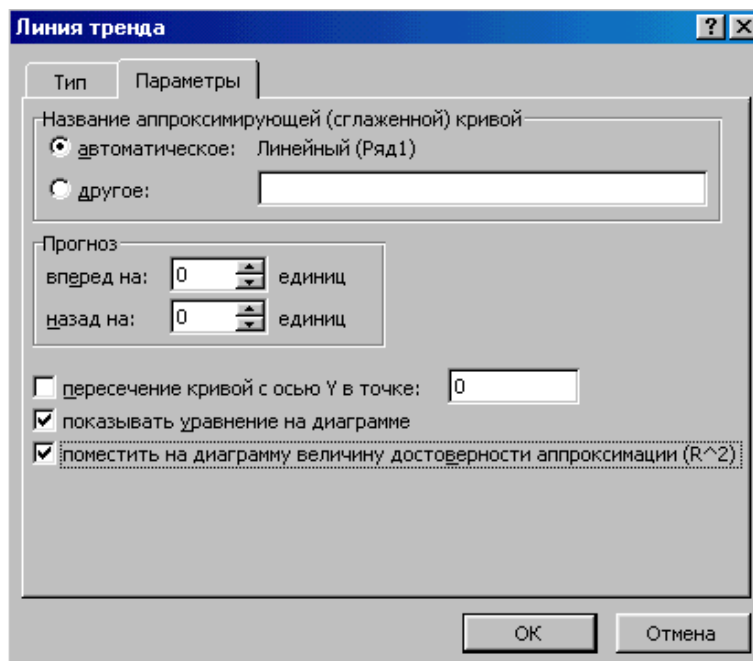 Линия тренда
Тип Параметры
Название аппроксимирующей (сглаженной) кривой
автоматическое: Линейный (Ряд1)
другое:
Прогноз
вперед на: 0 единиц
назад на: 0 единиц
пересечение кривой с осью Y в точке: 0
показывать уравнение на диаграмме
поместить на диаграмму величину достоверности аппроксимации (R^2)
ОК Отмена